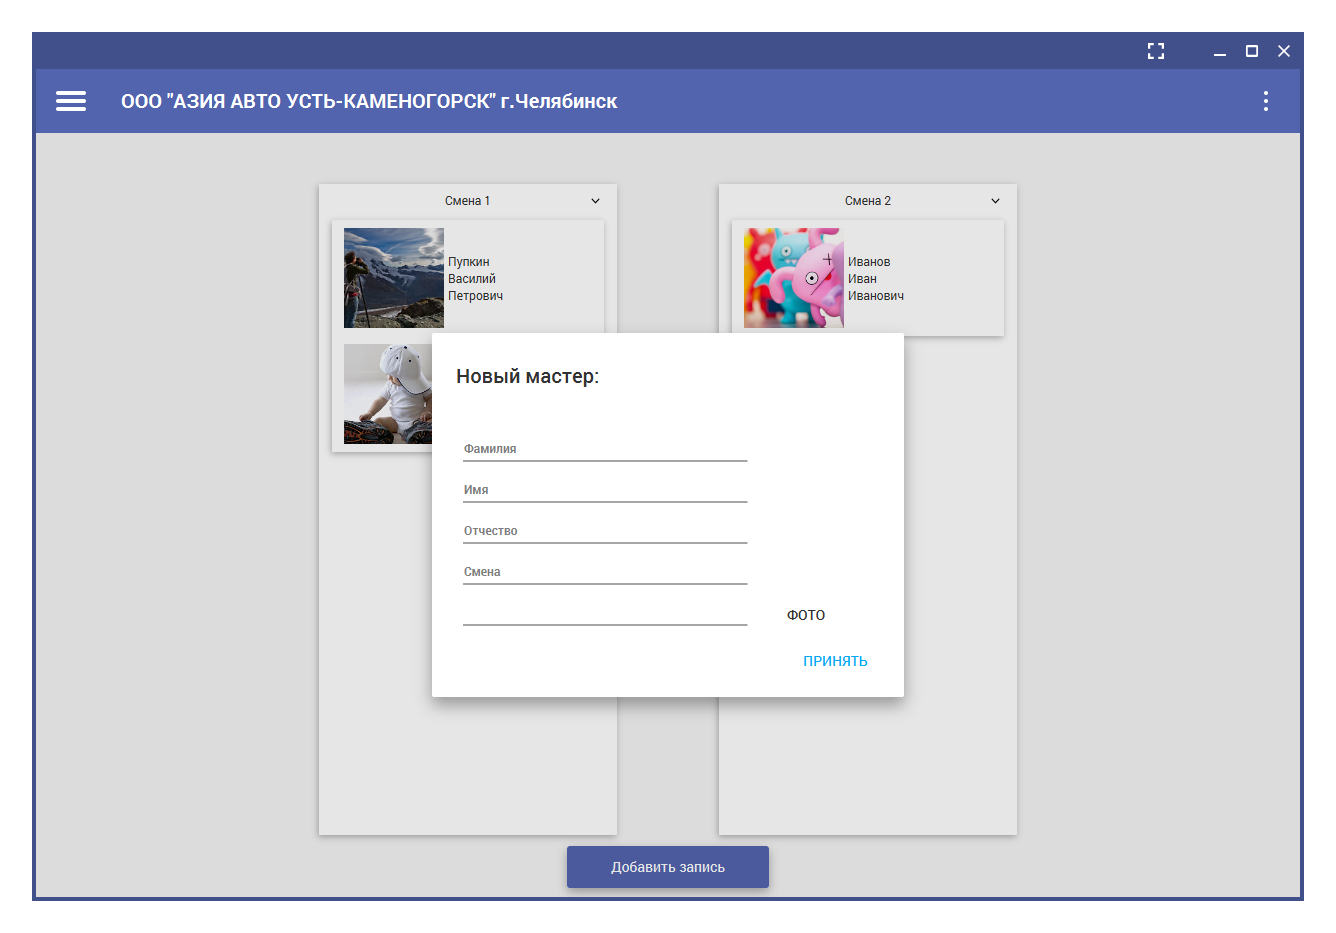 ООО "АЗИЯ АВТО УСТЬ-КАМЕНОГОРСК" г.Челябинск
Смена 1
Пупкин
Василий
Петрович
Смена 2
Иванов
Иван
Иванович
Новый мастер:
Фамилия
Имя
Отчество
Смена
ФОТО
ПРИНЯТЬ
Добавить запись